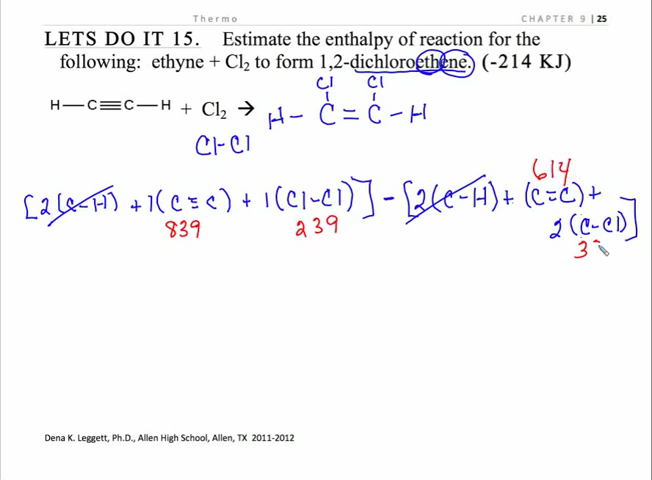 Thermo CHAPTER 9 | 25
LETS DO IT 15. Estimate the enthalpy of reaction for the
following: ethyne + Cl₂ to form 1,2-dichloroethene. (-214 KJ)
Cl Cl
H—C≡C—H + Cl₂ → H - C = C - H
Cl-Cl
614
[2(C-H) + 1(C≡C) + 1(Cl-Cl)] - [2(C-H) + (C=C) +
2(C-Cl)]
839 239
Dena K. Leggett, Ph.D., Allen High School, Allen, TX 2011-2012